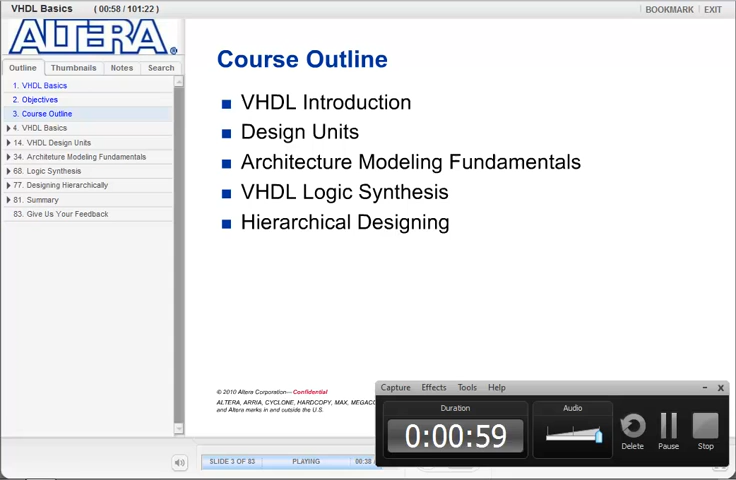 VHDL Basics ( 00:58 / 101:22 )
BOOKMARK EXIT
ALTERA®
Outline Thumbnails Notes Search
1. VHDL Basics
2. Objectives
3. Course Outline
4. VHDL Basics
14. VHDL Design Units
34. Architeture Modeling Fundamentals
68. Logic Synthesis
77. Designing Hierarchically
81. Summary
83. Give Us Your Feedback
Course Outline
VHDL Introduction
Design Units
Architecture Modeling Fundamentals
VHDL Logic Synthesis
Hierarchical Designing
© 2010 Altera Corporation—Confidential
ALTERA, ARRIA, CYCLONE, HARDCOPY, MAX, MEGACO
and Altera marks in and outside the U.S.
Capture Effects Tools Help
Duration
0:00:59
Audio
Delete Pause Stop
SLIDE 3 OF 83 PLAYING 00:38